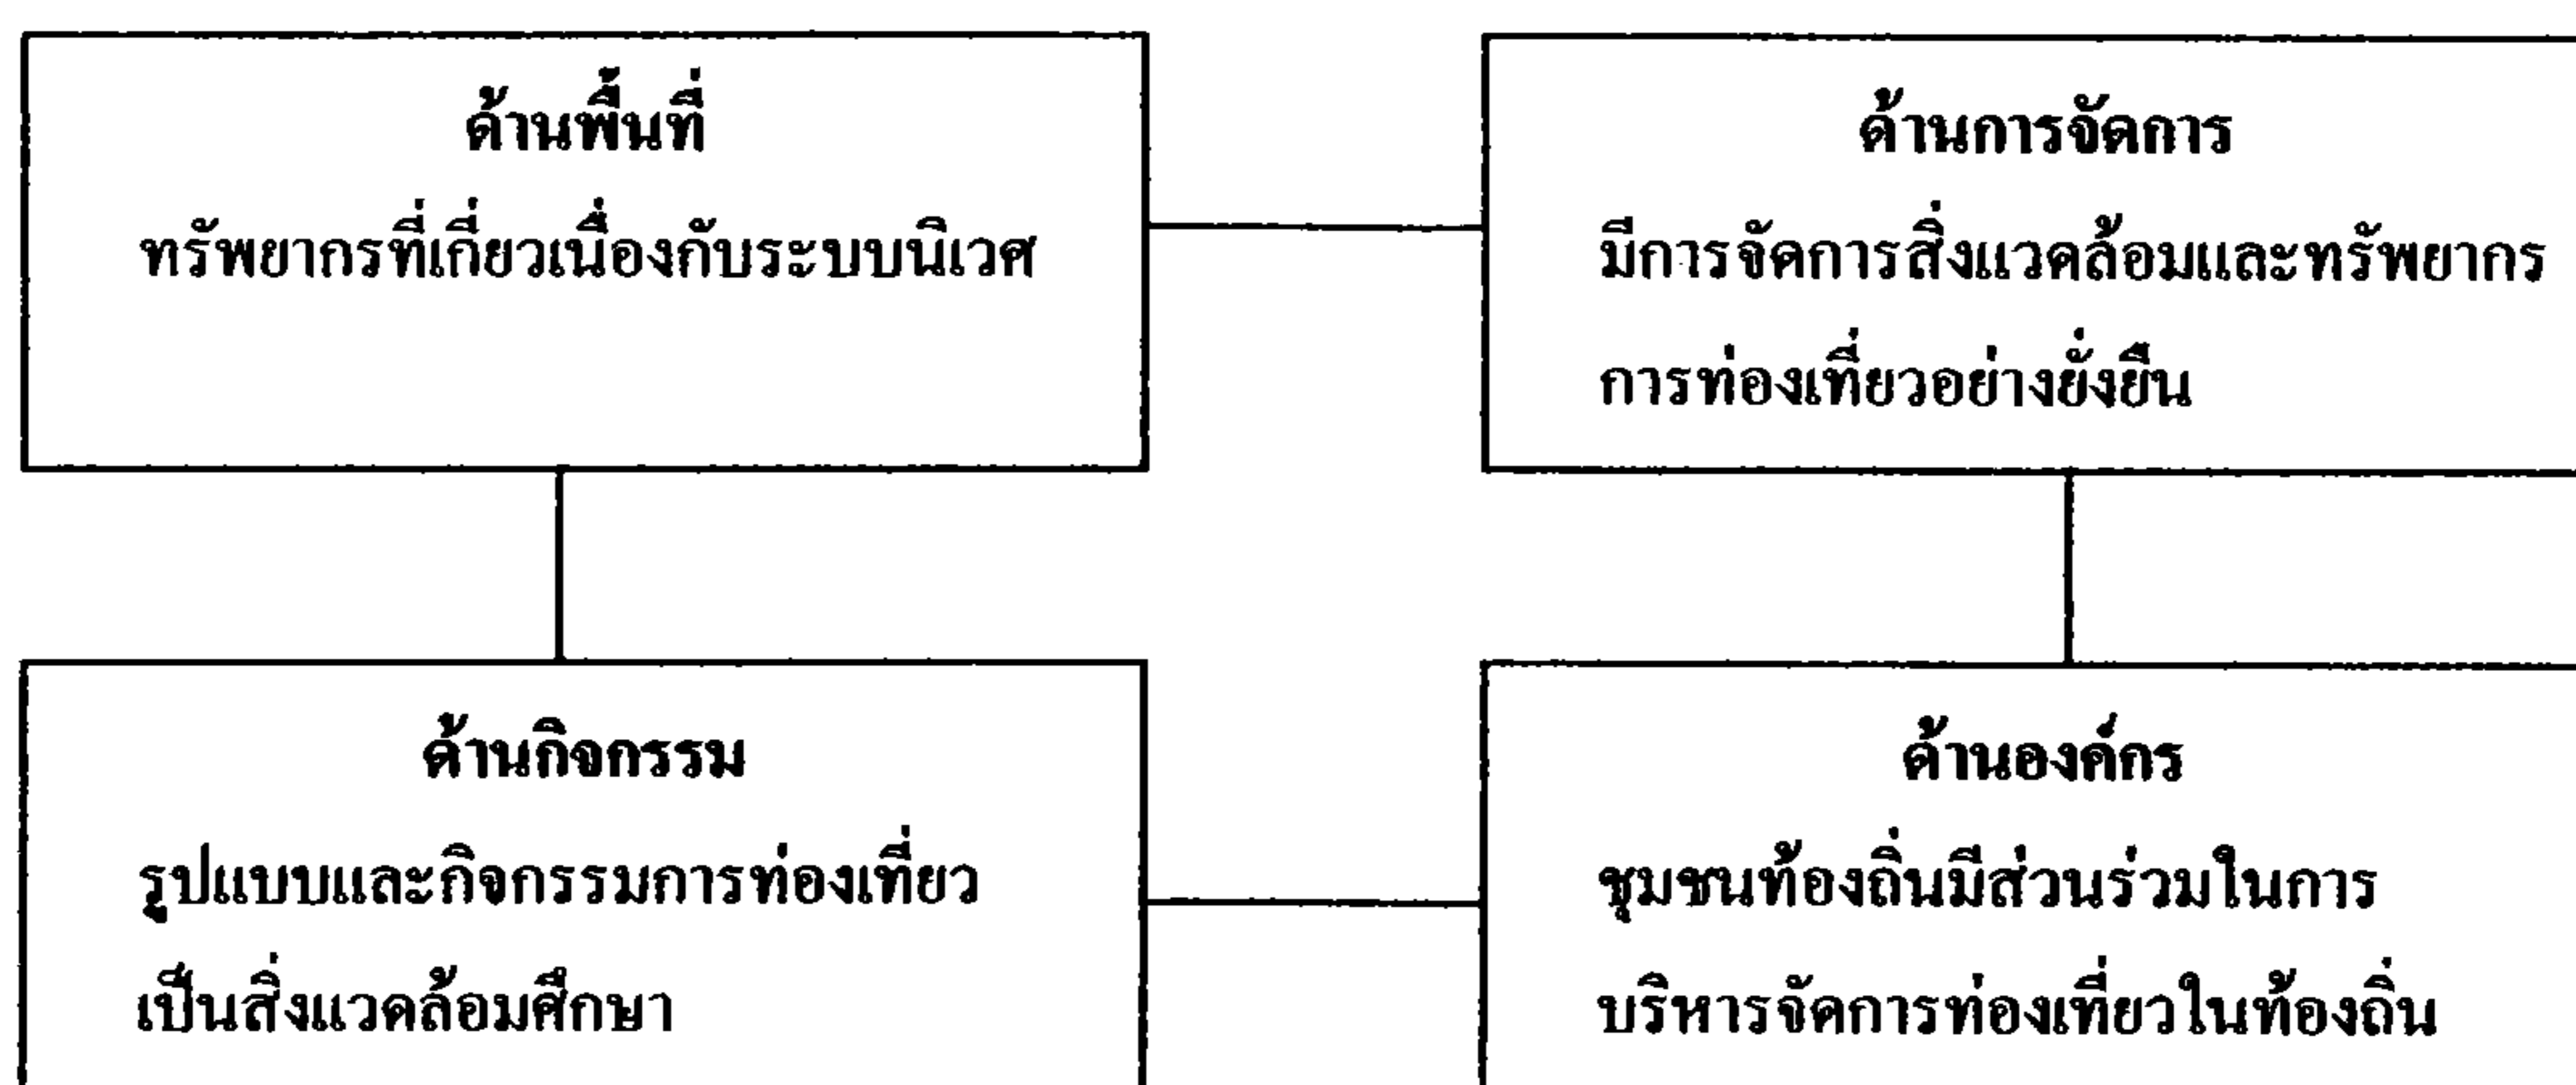 ด้านพื้นที่
ทรัพยากรที่เกี่ยวเนื่องกับระบบนิเวศ
ด้านการจัดการ
มีการจัดการสิ่งแวดล้อมและทรัพยากร
การท่องเที่ยวอย่างยั่งยืน
ด้านกิจกรรม
รูปแบบและกิจกรรมการท่องเที่ยว
เป็นสิ่งแวดล้อมศึกษา
ด้านองค์กร
ชุมชนท้องถิ่นมีส่วนร่วมในการ
บริหารจัดการท่องเที่ยวในท้องถิ่น